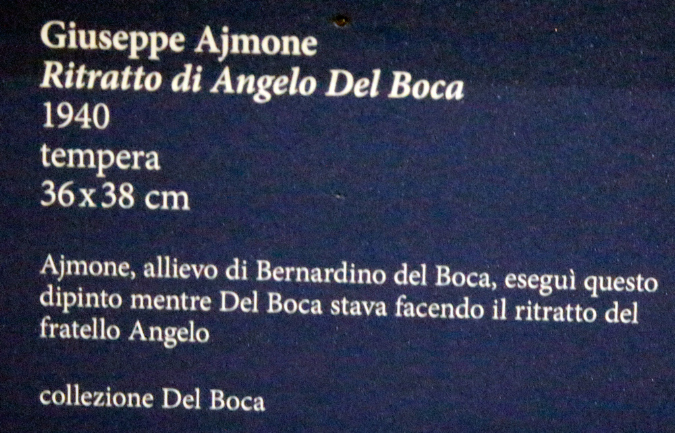 Giuseppe Ajmone
Ritratto di Angelo Del Boca
1940
tempera
36x38 cm
Ajmone, allievo di Bernardino del Boca, eseguì questo
dipinto mentre Del Boca stava facendo il ritratto del
fratello Angelo
collezione Del Boca